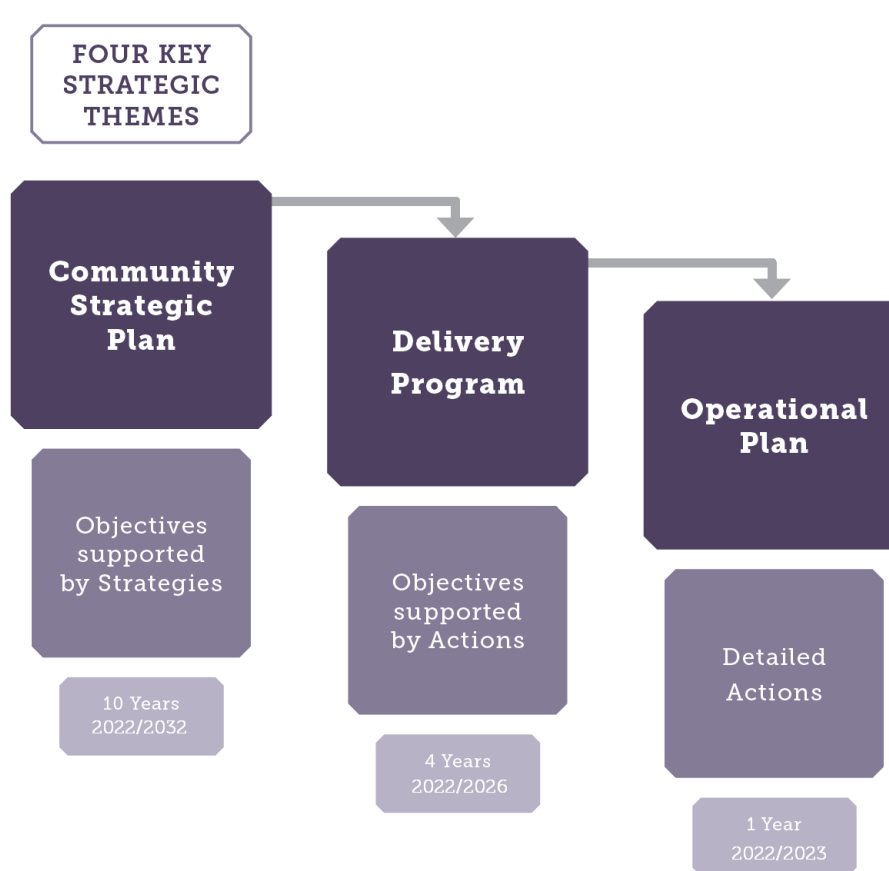 FOUR KEY
STRATEGIC
THEMES
Community
Strategic
Plan
Objectives
supported
by Strategies
10 Years
2022/2032
Delivery
Program
Objectives
supported
by Actions
4 Years
2022/2026
Operational
Plan
Detailed
Actions
1 Year
2022/2023